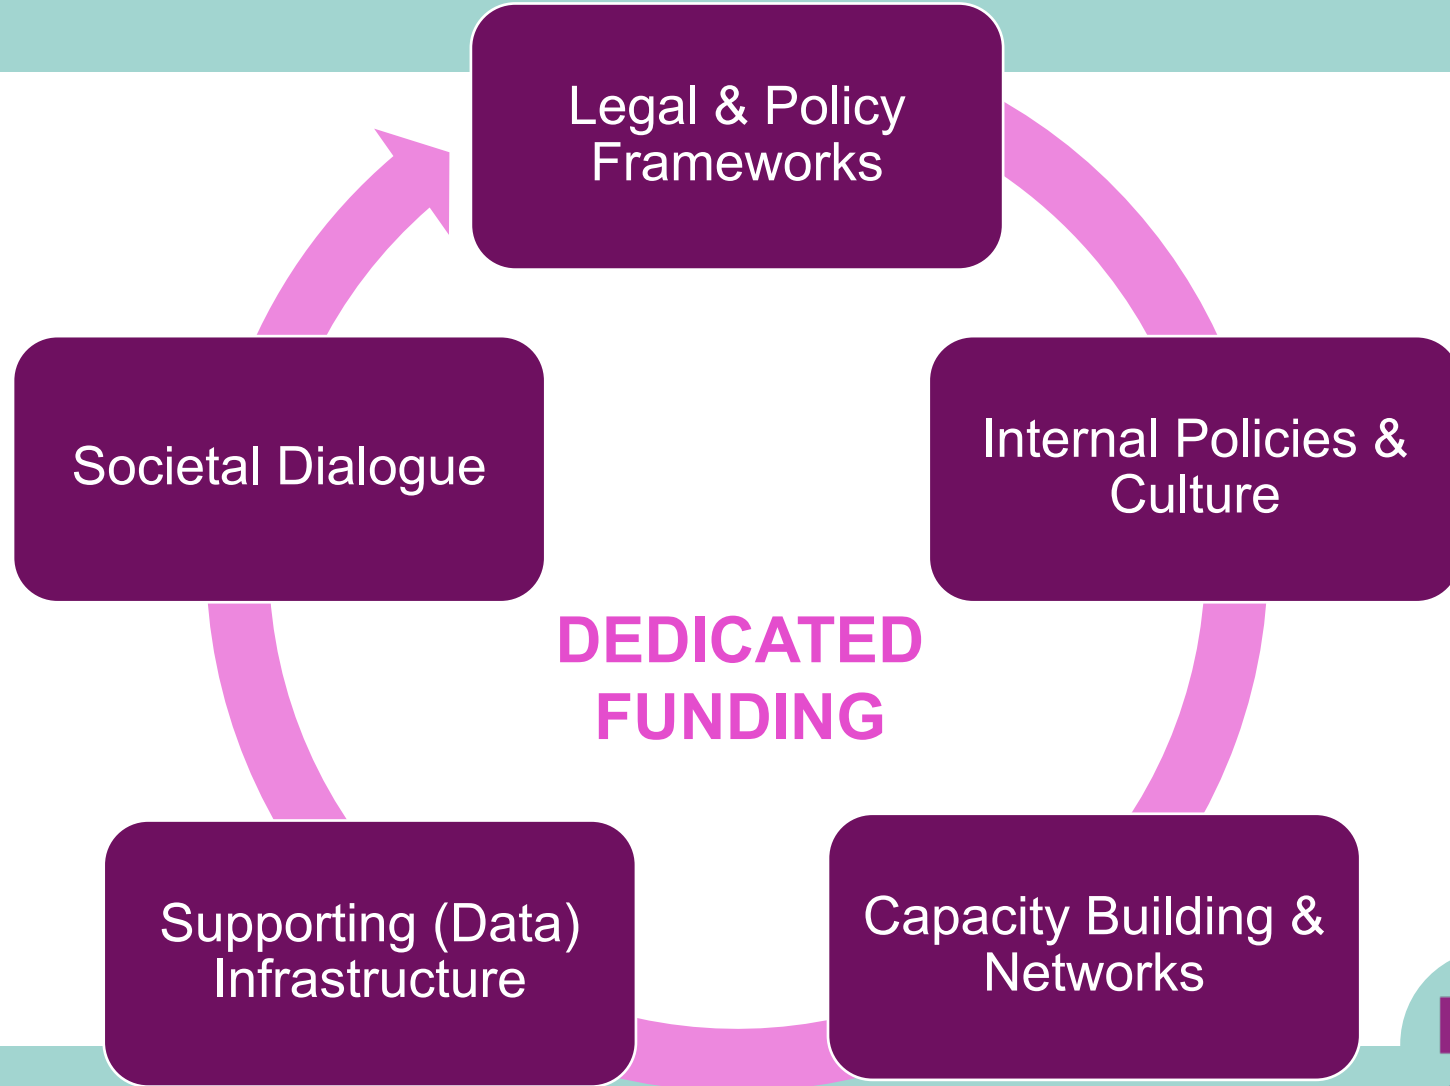 Legal & Policy
Frameworks
Internal Policies &
Culture
Societal Dialogue
DEDICATED
FUNDING
Capacity Building &
Networks
Supporting (Data)
Infrastructure